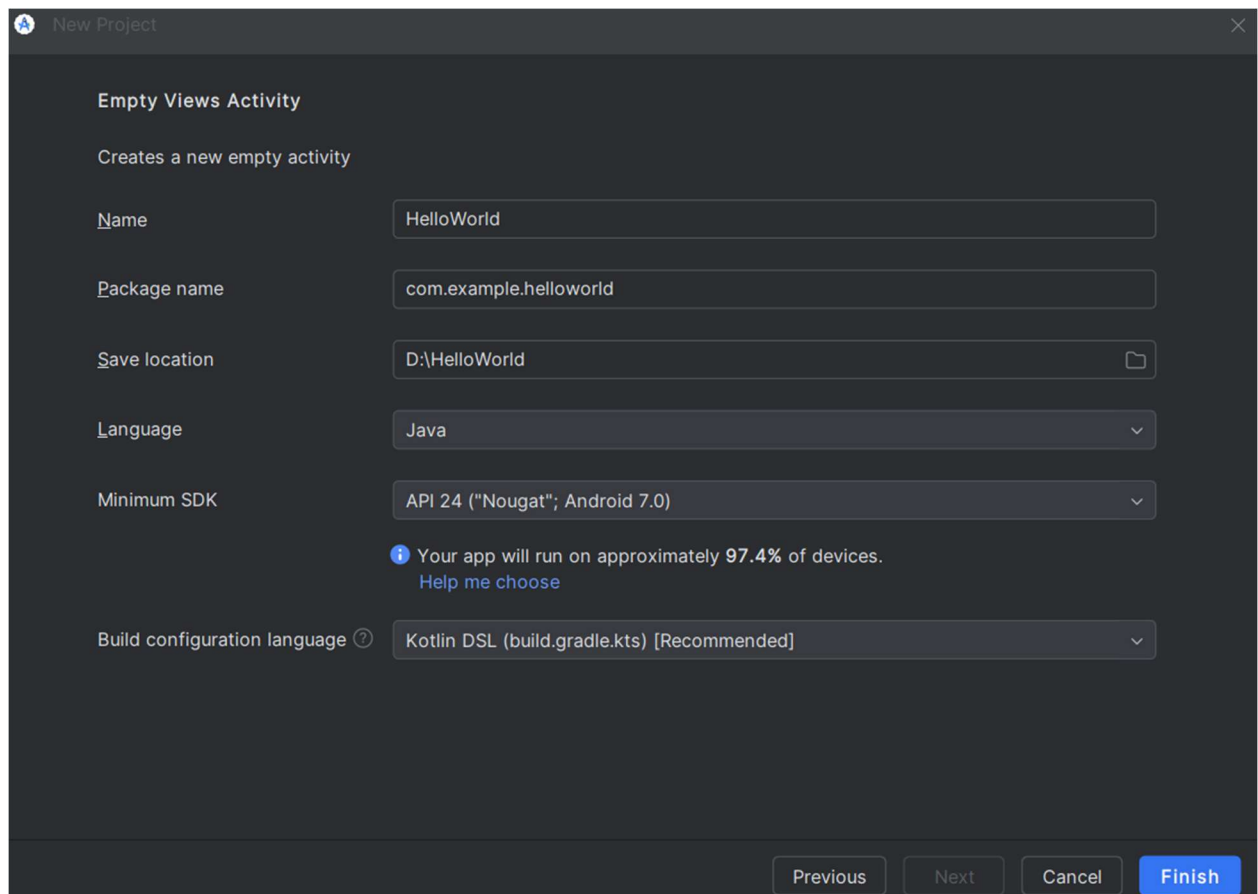 New Project
Empty Views Activity
Creates a new empty activity
Name HelloWorld
Package name com.example.helloworld
Save location D:\HelloWorld
Language Java
Minimum SDK API 24 ("Nougat"; Android 7.0)
Your app will run on approximately 97.4% of devices.
Help me choose
Build configuration language Kotlin DSL (build.gradle.kts) [Recommended]
Previous Next Cancel Finish